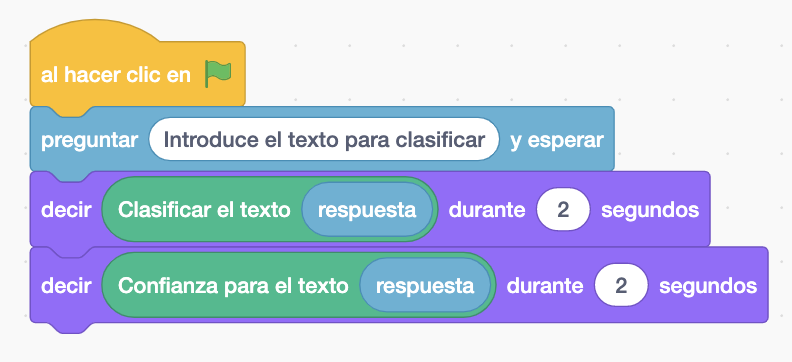 al hacer clic en
preguntar Introduce el texto para clasificar y esperar
decir Clasificar el texto respuesta durante 2 segundos
decir Confianza para el texto respuesta durante 2 segundos